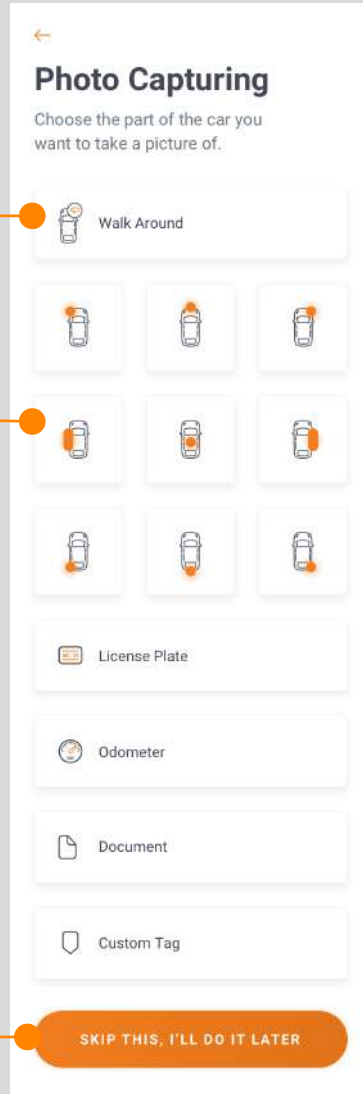 Photo Capturing
Choose the part of the car you
want to take a picture of.
Walk Around
License Plate
Odometer
Document
Custom Tag
SKIP THIS, I'LL DO IT LATER